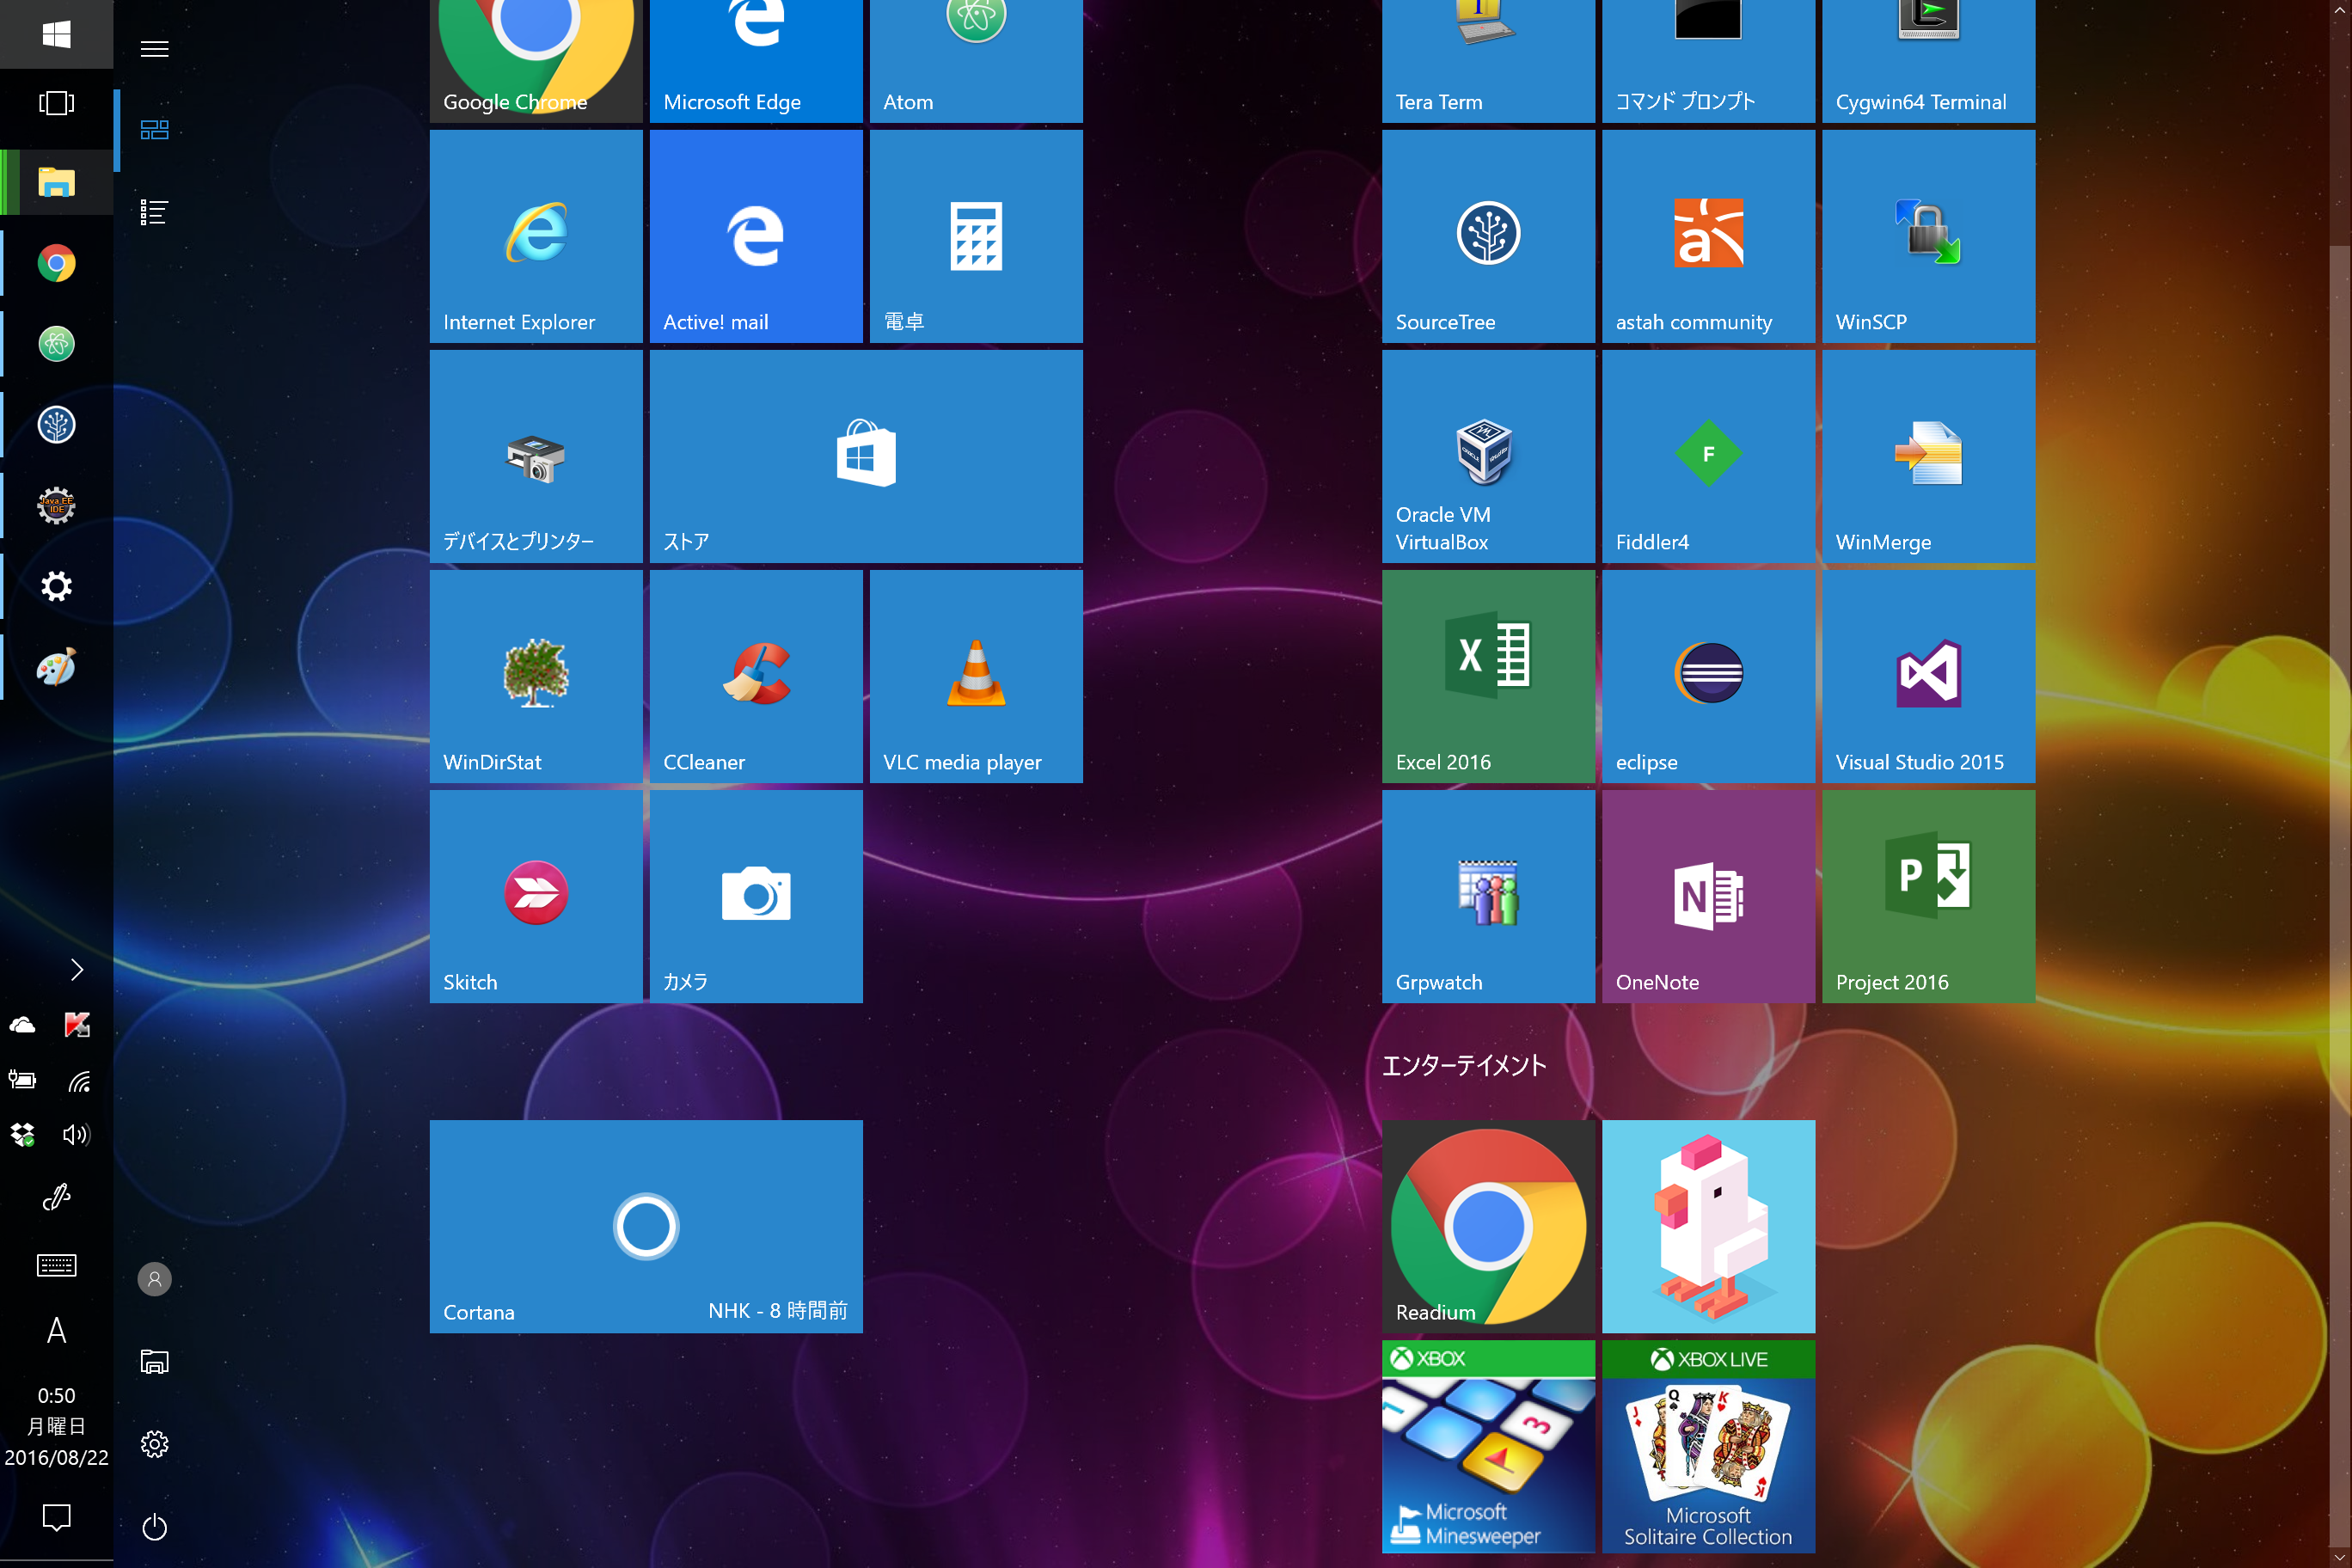 Google Chrome
Microsoft Edge
Atom
Internet Explorer
Active! mail
電卓
デバイスとプリンター
ストア
WinDirStat
CCleaner
VLC media player
Skitch
カメラ
Cortana
NHK - 8 時間前
Tera Term
コマンド プロンプト
Cygwin64 Terminal
SourceTree
astah community
WinSCP
Oracle VM
VirtualBox
Fiddler4
WinMerge
Excel 2016
eclipse
Visual Studio 2015
Grpwatch
OneNote
Project 2016
エンターテイメント
Readium
XBOX
Microsoft
Minesweeper
XBOX LIVE
Microsoft
Solitaire Collection
Java EE
IDE
A
0:50
月曜日
2016/08/22